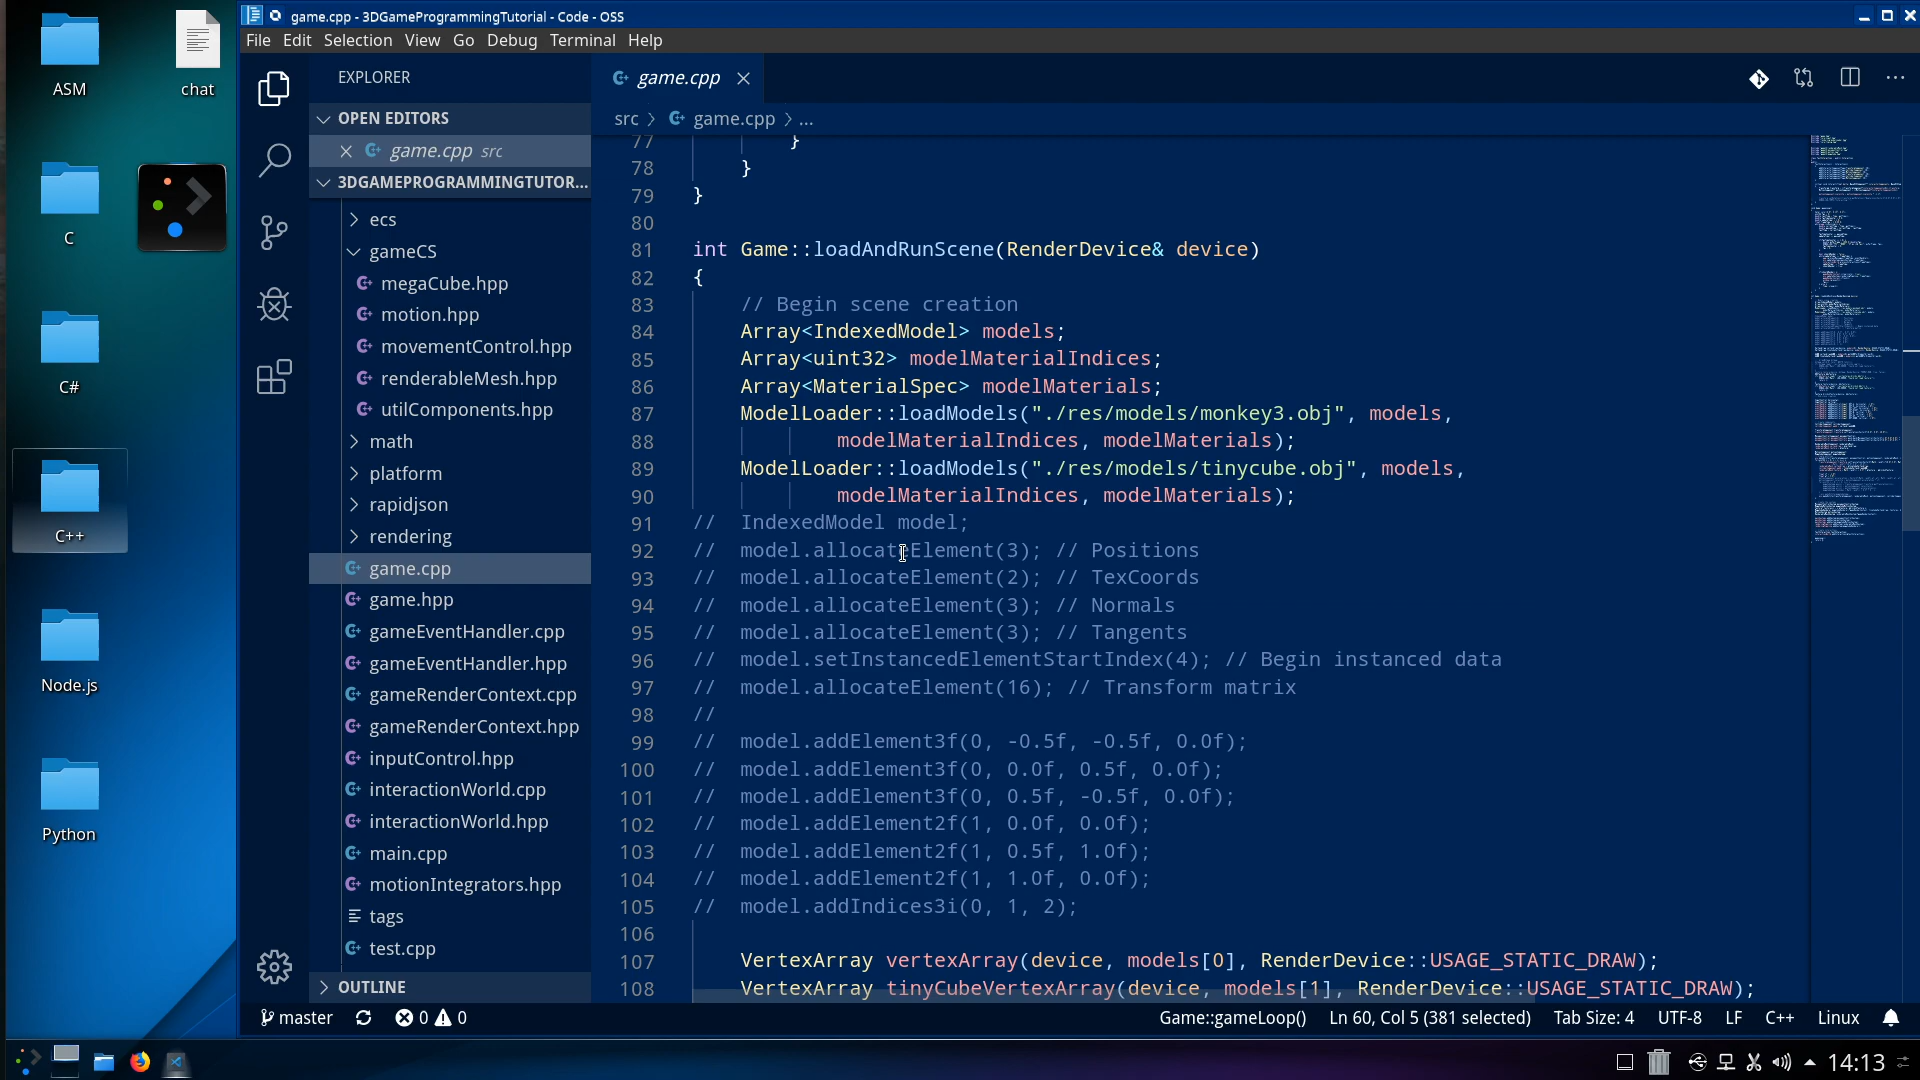 game.cpp - 3DGameProgrammingTutorial - Code - OSS
File Edit Selection View Go Debug Terminal Help
ASM
chat
C
C#
C++
Node.js
Python
EXPLORER
OPEN EDITORS
game.cpp src
3DGAMEPROGRAMMINGTUTOR...
ecs
gameCS
megaCube.hpp
motion.hpp
movementControl.hpp
renderableMesh.hpp
utilComponents.hpp
math
platform
rapidjson
rendering
game.cpp
game.hpp
gameEventHandler.cpp
gameEventHandler.hpp
gameRenderContext.cpp
gameRenderContext.hpp
inputControl.hpp
interactionWorld.cpp
interactionWorld.hpp
main.cpp
motionIntegrators.hpp
tags
test.cpp
OUTLINE
game.cpp
src > game.cpp > ...
77 }
78 }
79 }
80
81 int Game::loadAndRunScene(RenderDevice& device)
82 {
83 // Begin scene creation
84 Array<IndexedModel> models;
85 Array<uint32> modelMaterialIndices;
86 Array<MaterialSpec> modelMaterials;
87 ModelLoader::loadModels("./res/models/monkey3.obj", models,
88 modelMaterialIndices, modelMaterials);
89 ModelLoader::loadModels("./res/models/tinycube.obj", models,
90 modelMaterialIndices, modelMaterials);
91 // IndexedModel model;
92 // model.allocateElement(3); // Positions
93 // model.allocateElement(2); // TexCoords
94 // model.allocateElement(3); // Normals
95 // model.allocateElement(3); // Tangents
96 // model.setInstancedElementStartIndex(4); // Begin instanced data
97 // model.allocateElement(16); // Transform matrix
98 //
99 // model.addElement3f(0, -0.5f, -0.5f, 0.0f);
100 // model.addElement3f(0, 0.0f, 0.5f, 0.0f);
101 // model.addElement3f(0, 0.5f, -0.5f, 0.0f);
102 // model.addElement2f(1, 0.0f, 0.0f);
103 // model.addElement2f(1, 0.5f, 1.0f);
104 // model.addElement2f(1, 1.0f, 0.0f);
105 // model.addIndices3i(0, 1, 2);
106
107 VertexArray vertexArray(device, models[0], RenderDevice::USAGE_STATIC_DRAW);
108 VertexArray tinyCubeVertexArray(device, models[1], RenderDevice::USAGE_STATIC_DRAW);
master 0 0 Game::gameLoop() Ln 60, Col 5 (381 selected) Tab Size: 4 UTF-8 LF C++ Linux
14:13